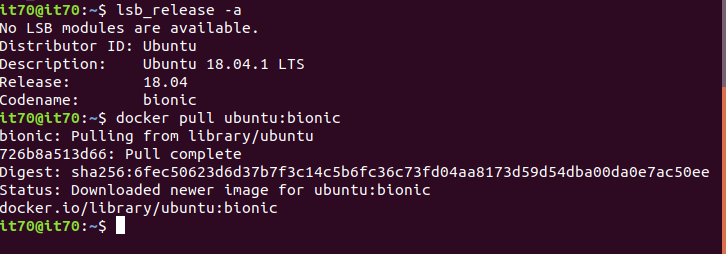 it70@it70:~$ lsb_release -a
No LSB modules are available.
Distributor ID: Ubuntu
Description:    Ubuntu 18.04.1 LTS
Release:        18.04
Codename:       bionic
it70@it70:~$ docker pull ubuntu:bionic
bionic: Pulling from library/ubuntu
726b8a513d66: Pull complete
Digest: sha256:6fec50623d6d37b7f3c14c5b6fc36c73fd04aa8173d59d54dba00da0e7ac50ee
Status: Downloaded newer image for ubuntu:bionic
docker.io/library/ubuntu:bionic
it70@it70:~$